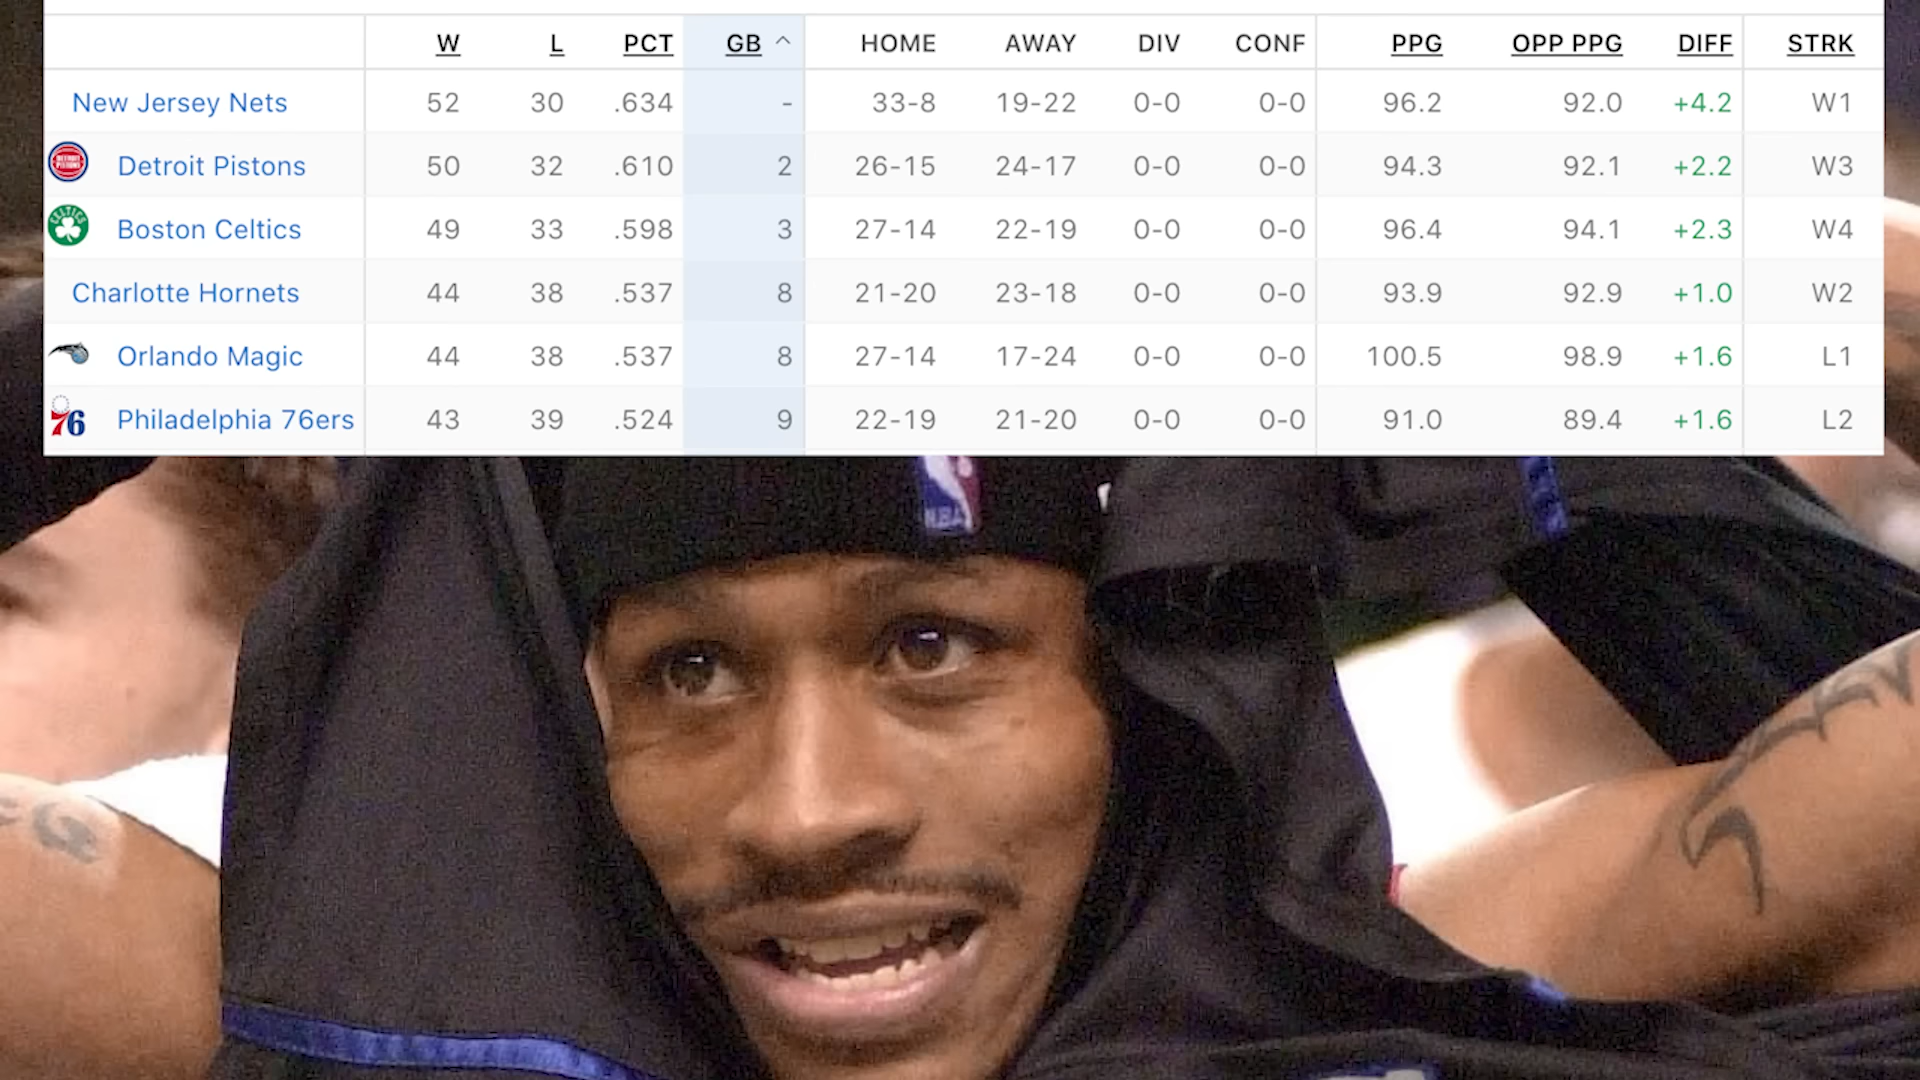 W L PCT GB ^ HOME AWAY DIV CONF PPG OPP PPG DIFF STRK
New Jersey Nets 52 30 .634 - 33-8 19-22 0-0 0-0 96.2 92.0 +4.2 W1
DETROIT PISTONS Detroit Pistons 50 32 .610 2 26-15 24-17 0-0 0-0 94.3 92.1 +2.2 W3
CELTICS Boston Celtics 49 33 .598 3 27-14 22-19 0-0 0-0 96.4 94.1 +2.3 W4
Charlotte Hornets 44 38 .537 8 21-20 23-18 0-0 0-0 93.9 92.9 +1.0 W2
Orlando Magic 44 38 .537 8 27-14 17-24 0-0 0-0 100.5 98.9 +1.6 L1
76 Philadelphia 76ers 43 39 .524 9 22-19 21-20 0-0 0-0 91.0 89.4 +1.6 L2
NBA